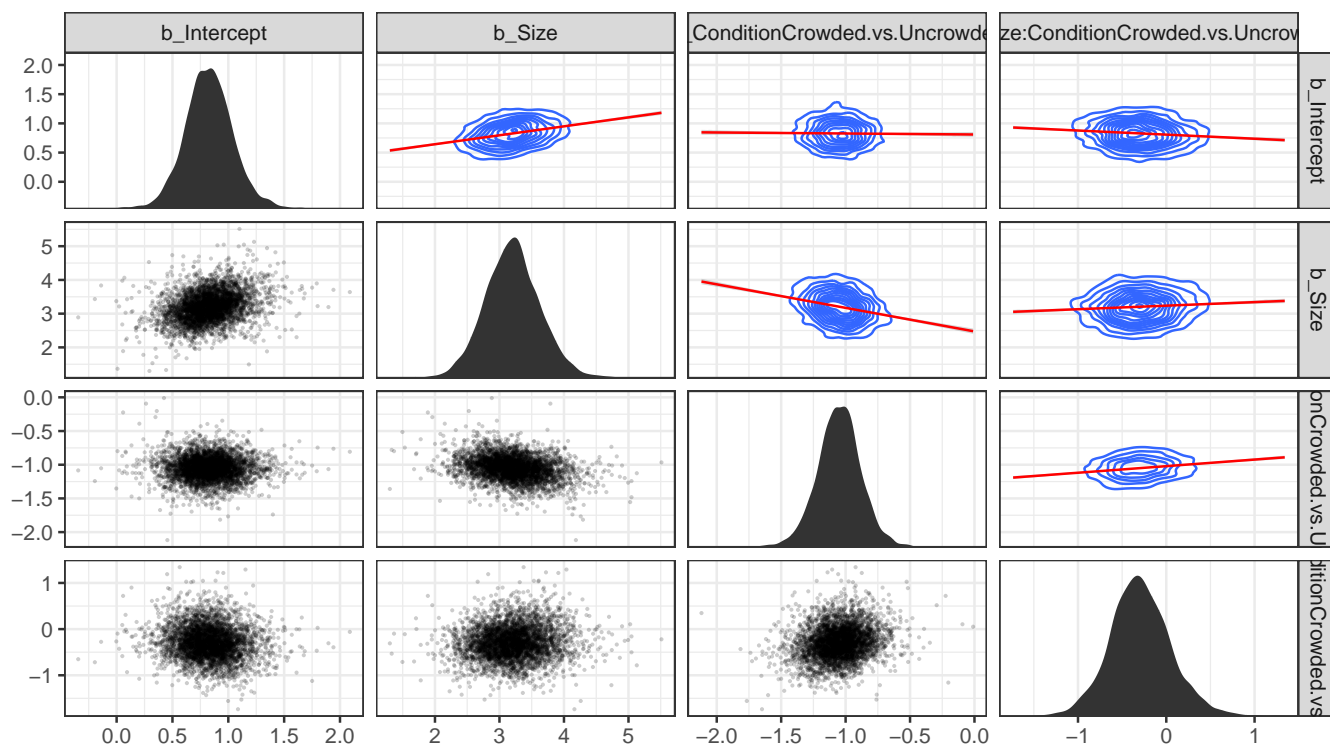 b_Intercept
b_Size
_ConditionCrowded.vs.Uncrowde
ze:ConditionCrowded.vs.Uncrow
2.0
1.5
1.0
0.5
0.0
b_Intercept
5
4
3
2
b_Size
0.0
−0.5
−1.0
−1.5
−2.0
onCrowded.vs.U
1
0
−1
ditionCrowded.vs
0.0 0.5 1.0 1.5 2.0
2 3 4 5
−2.0 −1.5 −1.0 −0.5 0.0
−1 0 1